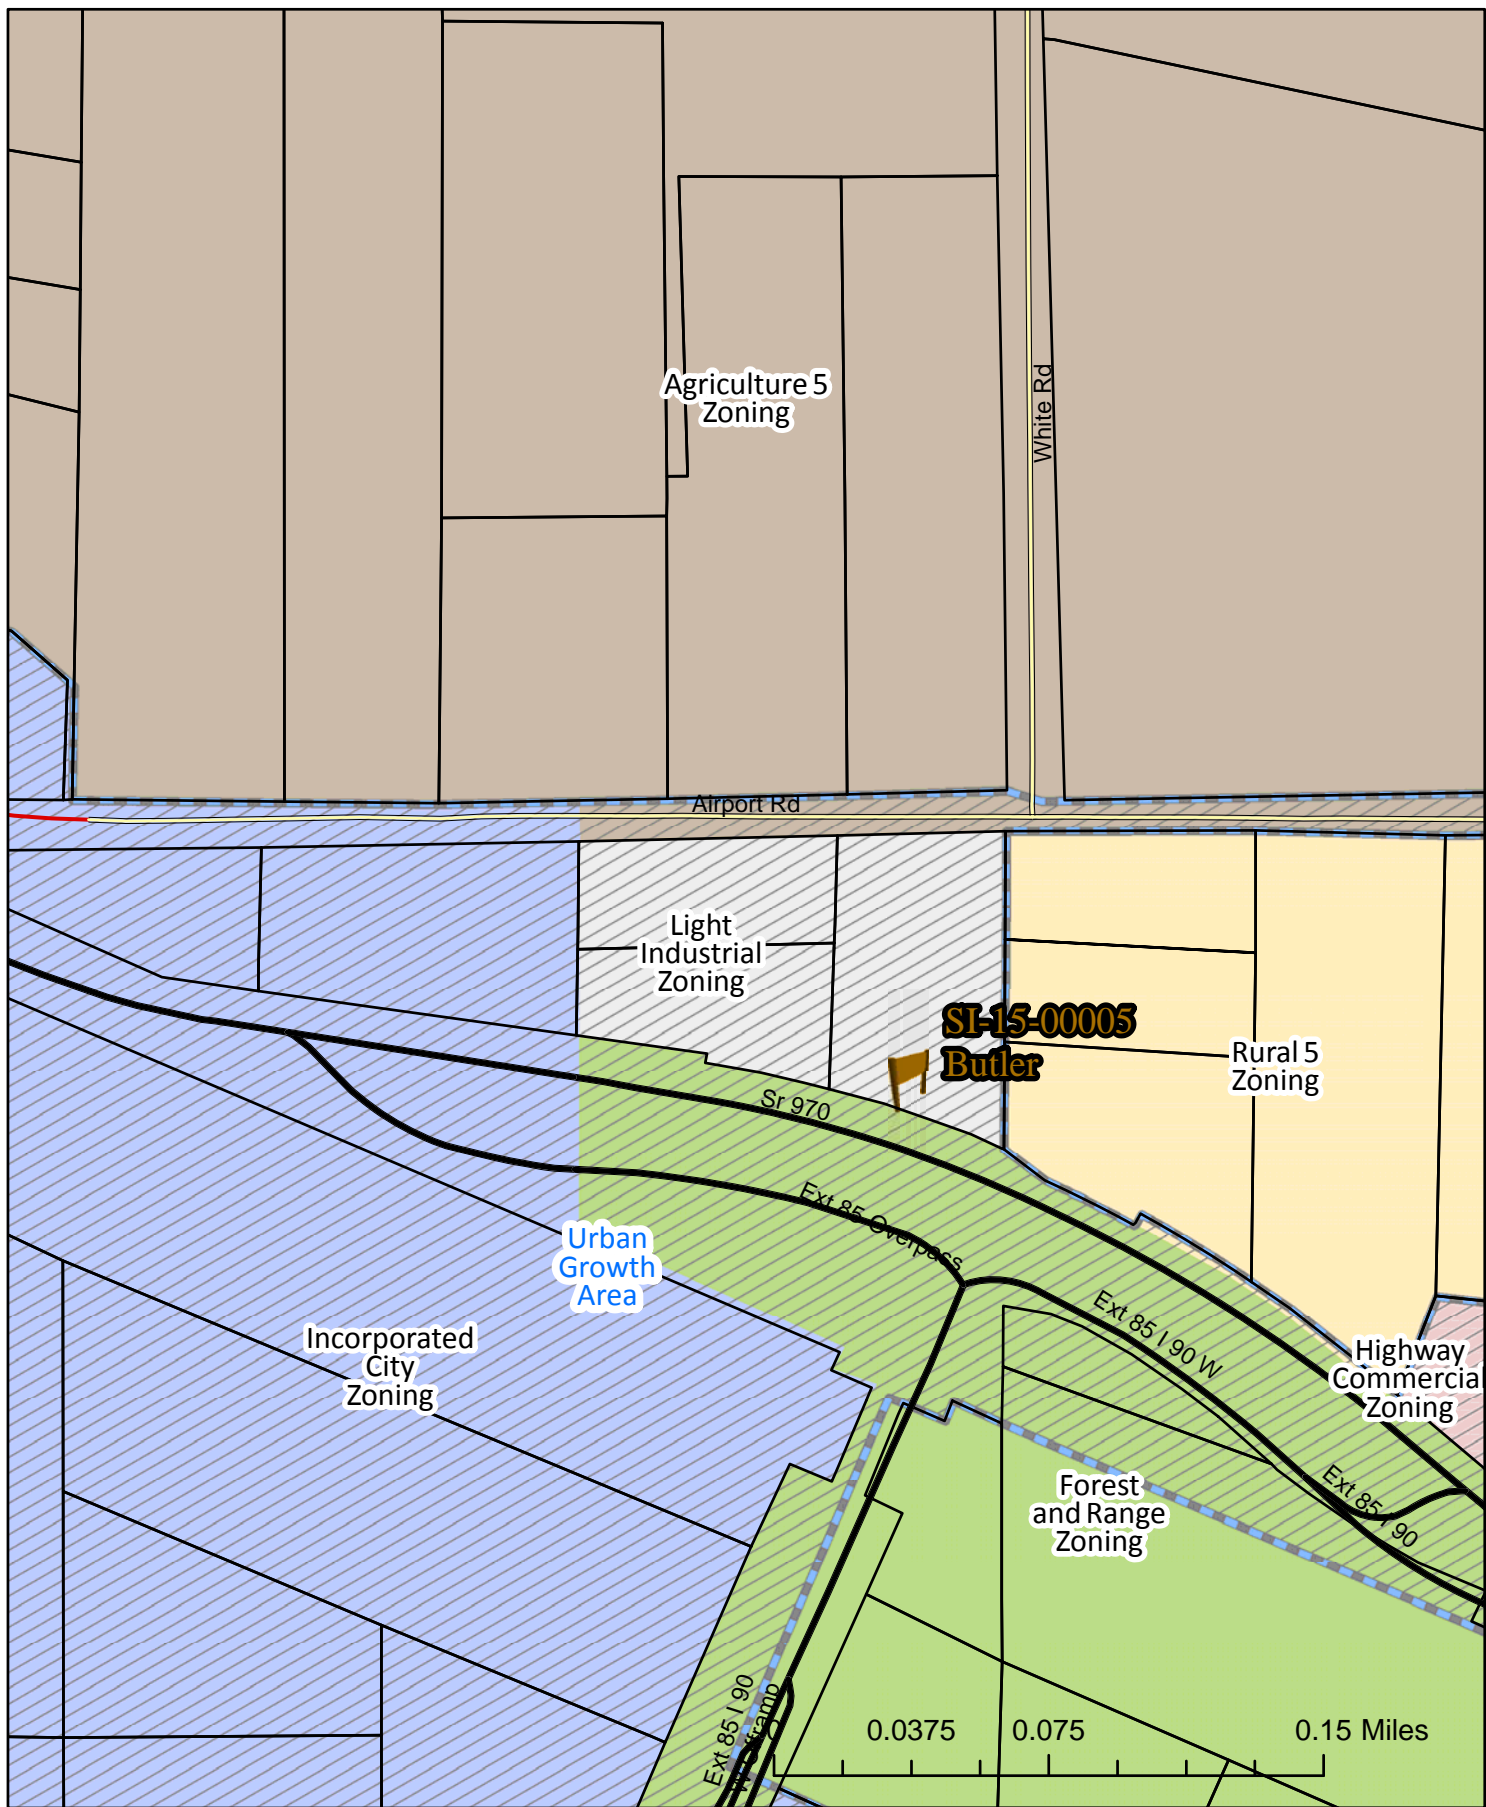 Agriculture 5
Zoning
White Rd
Airport Rd
Light
Industrial
Zoning
SI-15-00005
Butler
Rural 5
Zoning
Sr 970
Ext 85 Overpass
Urban
Growth
Area
Ext 85 I 90 W
Incorporated
City
Zoning
Highway
Commercial
Zoning
Ext 85 I 90
Forest
and Range
Zoning
Ext 85 I 90
0.0375 0.075 0.15 Miles